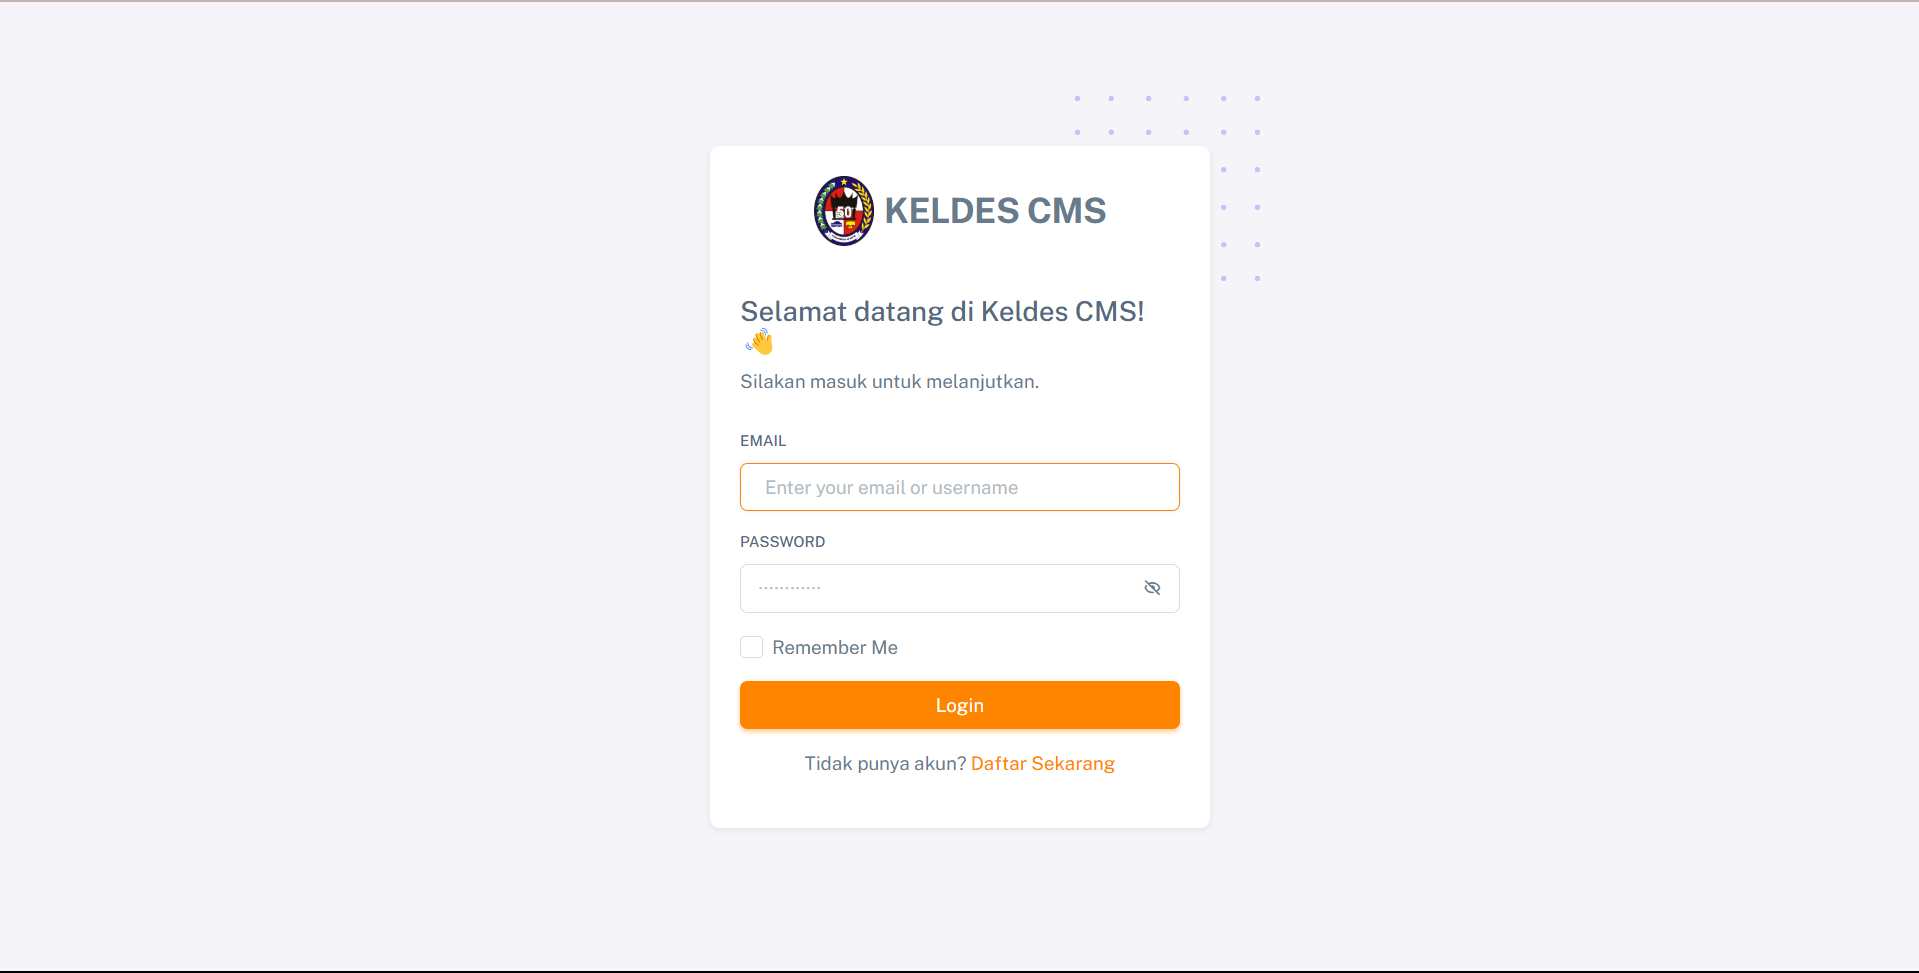 KELDES CMS
Selamat datang di Keldes CMS!
👋
Silakan masuk untuk melanjutkan.
EMAIL
Enter your email or username
PASSWORD
············
Remember Me
Login
Tidak punya akun? Daftar Sekarang